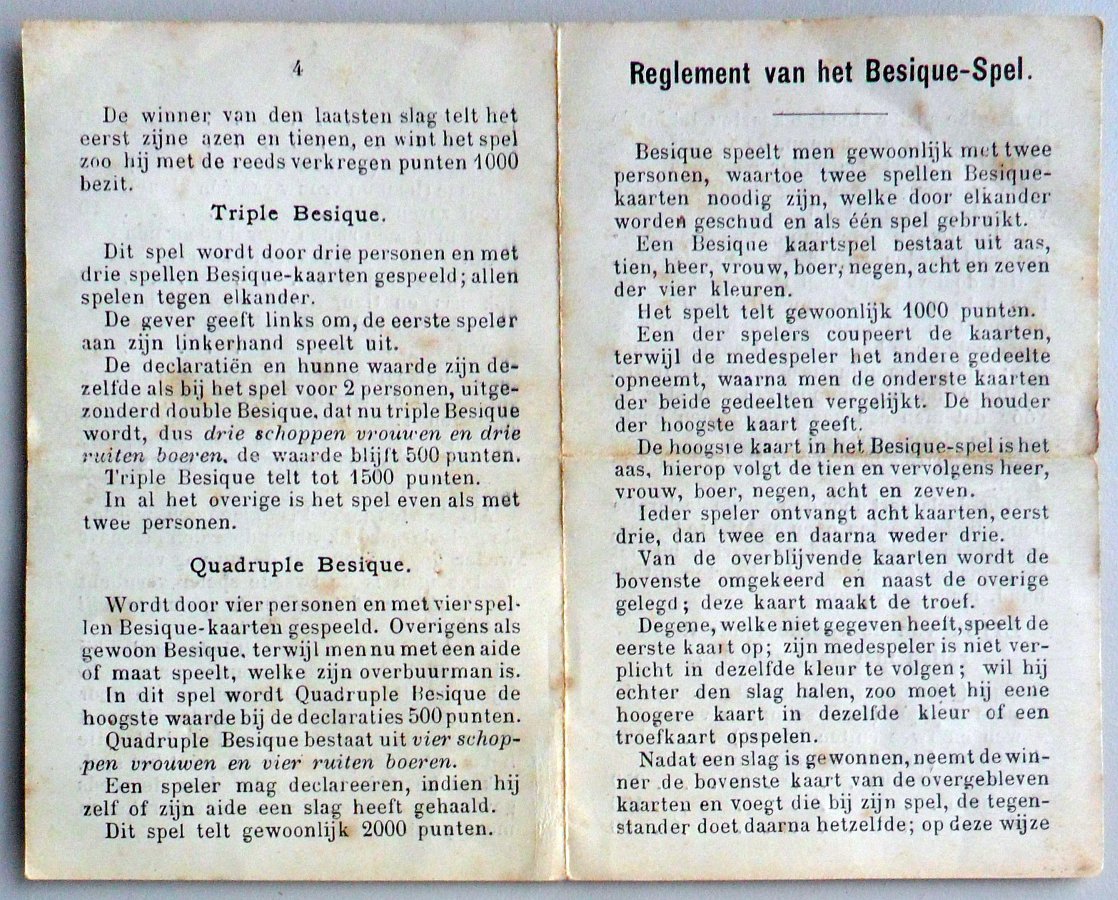 4
De winner van den laatsten slag telt het
eerst zijne azen en tienen, en wint het spel
zoo hij met de reeds verkregen punten 1000
bezit.
Triple Besique.
Dit spel wordt door drie personen en met
drie spellen Besique-kaarten gespeeld; allen
spelen tegen elkander.
De gever geeft links om, de eerste speler
aan zijn linkerhand speelt uit.
De declaratiën en hunne waarde zijn de-
zelfde als bij het spel voor 2 personen, uitge-
zonderd double Besique, dat nu triple Besique
wordt, dus drie schoppen vrouwen en drie
ruiten boeren, de waarde blijft 500 punten.
Triple Besique telt tot 1500 punten.
In al het overige is het spel even als met
twee personen.
Quadruple Besique.
Wordt door vier personen en met vier spel-
len Besique-kaarten gespeeld. Overigens als
gewoon Besique, terwijl men nu met een aide
of maat speelt, welke zijn overbuurman is.
In dit spel wordt Quadruple Besique de
hoogste waarde bij de declaraties 500 punten.
Quadruple Besique bestaat uit vier schop-
pen vrouwen en vier ruiten boeren.
Een speler mag declareeren, indien hij
zelf of zijn aide een slag heeft gehaald.
Dit spel telt gewoonlijk 2000 punten.
Reglement van het Besique-Spel.
Besique speelt men gewoonlijk met twee
personen, waartoe twee spellen Besique-
kaarten noodig zijn, welke door elkander
worden geschud en als één spel gebruikt.
Een Besique kaartspel bestaat uit aas,
tien, heer, vrouw, boer, negen, acht en zeven
der vier kleuren.
Het spelt telt gewoonlijk 1000 punten.
Een der spelers coupeert de kaarten,
terwijl de medespeler het andere gedeelte
opneemt, waarna men de onderste kaarten
der beide gedeelten vergelijkt. De houder
der hoogste kaart geeft.
De hoogste kaart in het Besique-spel is het
aas, hierop volgt de tien en vervolgens heer,
vrouw, boer, negen, acht en zeven.
Ieder speler ontvangt acht kaarten, eerst
drie, dan twee en daarna weder drie.
Van de overblijvende kaarten wordt de
bovenste omgekeerd en naast de overige
gelegd; deze kaart maakt de troef.
Degene, welke niet gegeven heeft, speelt de
eerste kaart op; zijn medespeler is niet ver-
plicht in dezelfde kleur te volgen; wil hij
echter den slag halen, zoo moet hij eene
hoogere kaart in dezelfde kleur of een
troefkaart opspelen.
Nadat een slag is gewonnen, neemt de win-
ner de bovenste kaart van de overgebleven
kaarten en voegt die bij zijn spel, de tegen-
stander doet daarna hetzelfde; op deze wijze